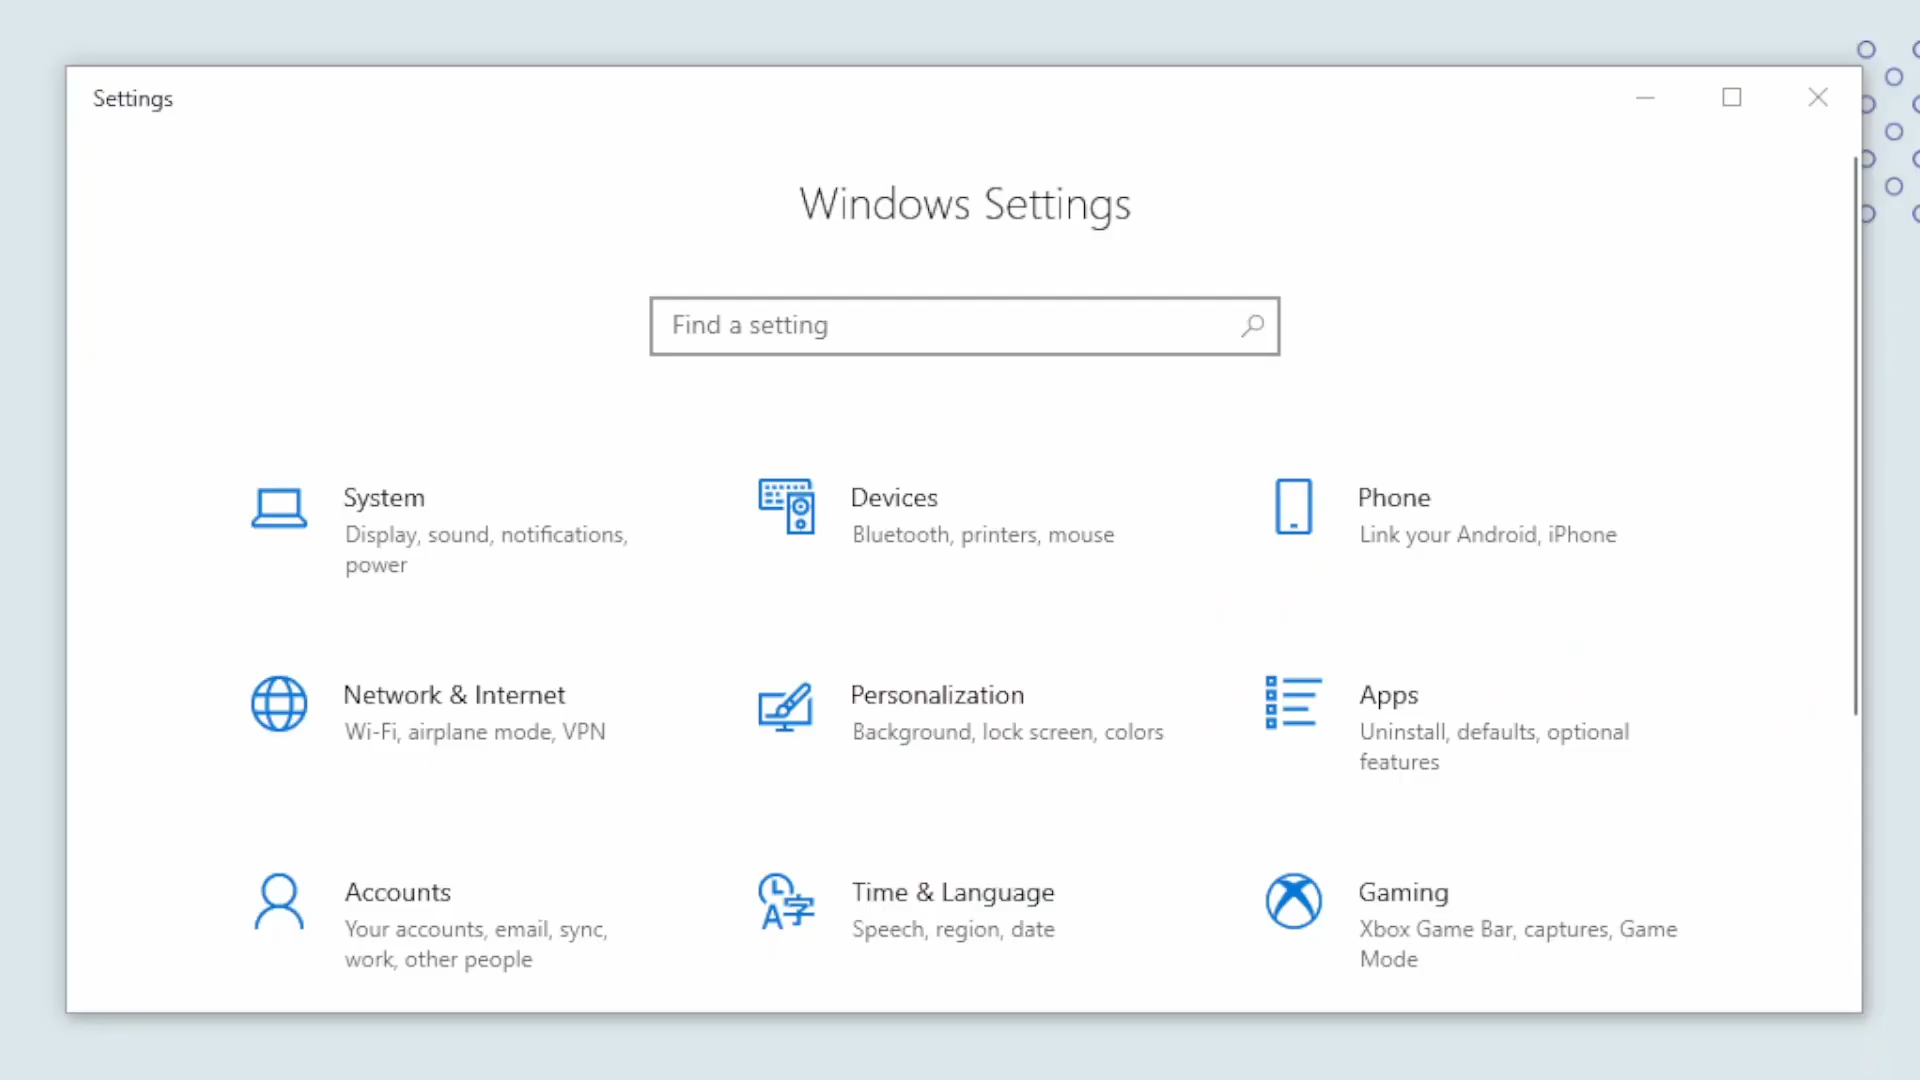 Settings
Windows Settings
Find a setting
System
Display, sound, notifications,
power
Devices
Bluetooth, printers, mouse
Phone
Link your Android, iPhone
Network & Internet
Wi-Fi, airplane mode, VPN
Personalization
Background, lock screen, colors
Apps
Uninstall, defaults, optional
features
Accounts
Your accounts, email, sync,
work, other people
Time & Language
Speech, region, date
Gaming
Xbox Game Bar, captures, Game
Mode